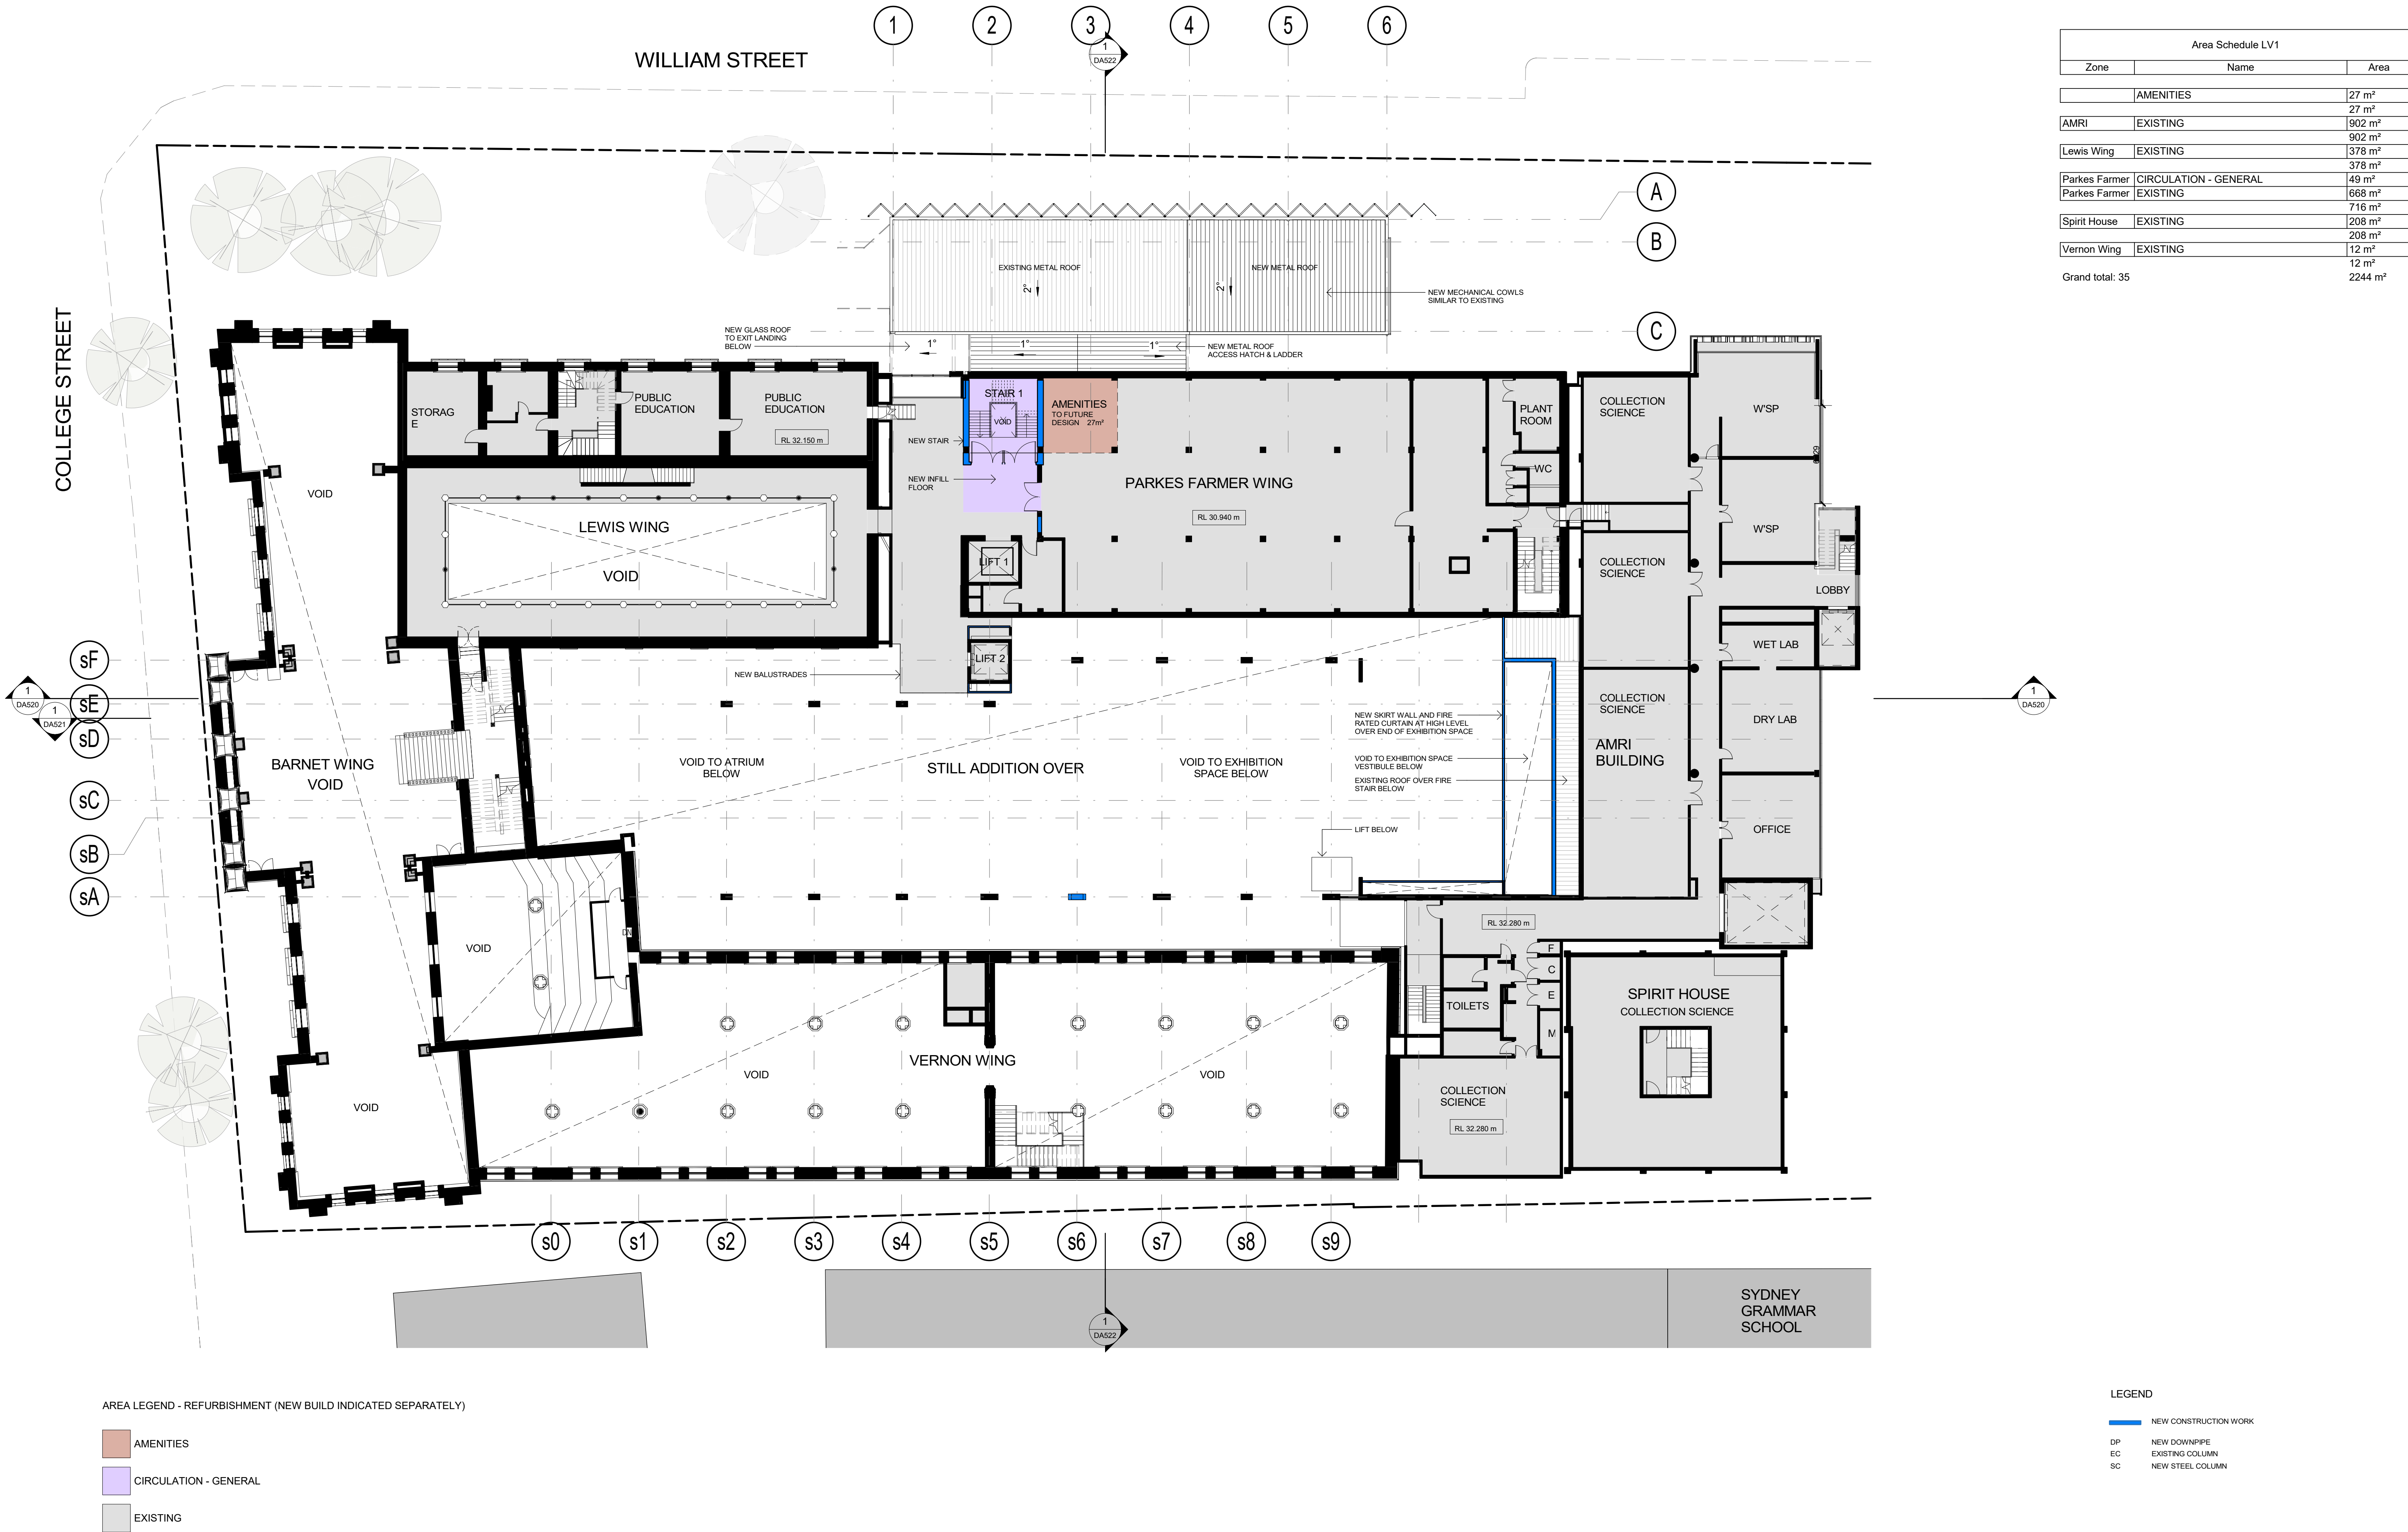 1 2 3 4 5 6
WILLIAM STREET
1
DA522
Area Schedule LV1
Zone Name Area
AMENITIES 27 m²
27 m²
AMRI EXISTING 902 m²
902 m²
Lewis Wing EXISTING 378 m²
378 m²
Parkes Farmer CIRCULATION - GENERAL 49 m²
Parkes Farmer EXISTING 668 m²
716 m²
Spirit House EXISTING 208 m²
208 m²
Vernon Wing EXISTING 12 m²
12 m²
Grand total: 35 2244 m²
A
B
C
COLLEGE STREET
EXISTING METAL ROOF
2°
NEW METAL ROOF
2°
NEW MECHANICAL COWLS
SIMILAR TO EXISTING
NEW GLASS ROOF
TO EXIT LANDING
BELOW
1°
1°
1°
NEW METAL ROOF
ACCESS HATCH & LADDER
STORAG
E
PUBLIC
EDUCATION
PUBLIC
EDUCATION
RL 32.150 m
NEW STAIR
NEW INFILL
FLOOR
STAIR 1
VOID
AMENITIES
TO FUTURE
DESIGN 27m²
PARKES FARMER WING
RL 30.940 m
PLANT
ROOM
WC
COLLECTION
SCIENCE
W'SP
W'SP
COLLECTION
SCIENCE
LOBBY
WET LAB
COLLECTION
SCIENCE
DRY LAB
AMRI
BUILDING
OFFICE
VOID
LEWIS WING
VOID
LIFT 1
LIFT 2
NEW BALUSTRADES
sF
sE
sD
sC
sB
sA
1
DA520
1
DA521
1
DA520
BARNET WING
VOID
VOID TO ATRIUM
BELOW
STILL ADDITION OVER
VOID TO EXHIBITION
SPACE BELOW
NEW SKIRT WALL AND FIRE
RATED CURTAIN AT HIGH LEVEL
OVER END OF EXHIBITION SPACE
VOID TO EXHIBITION SPACE
VESTIBULE BELOW
EXISTING ROOF OVER FIRE
STAIR BELOW
LIFT BELOW
RL 32.280 m
VOID
DN
F
C
E
M
TOILETS
SPIRIT HOUSE
COLLECTION SCIENCE
VERNON WING
VOID
VOID
VOID
COLLECTION
SCIENCE
RL 32.280 m
s0 s1 s2 s3 s4 s5 s6 s7 s8 s9
1
DA522
SYDNEY
GRAMMAR
SCHOOL
AREA LEGEND - REFURBISHMENT (NEW BUILD INDICATED SEPARATELY)
AMENITIES
CIRCULATION - GENERAL
EXISTING
LEGEND
NEW CONSTRUCTION WORK
DP NEW DOWNPIPE
EC EXISTING COLUMN
SC NEW STEEL COLUMN